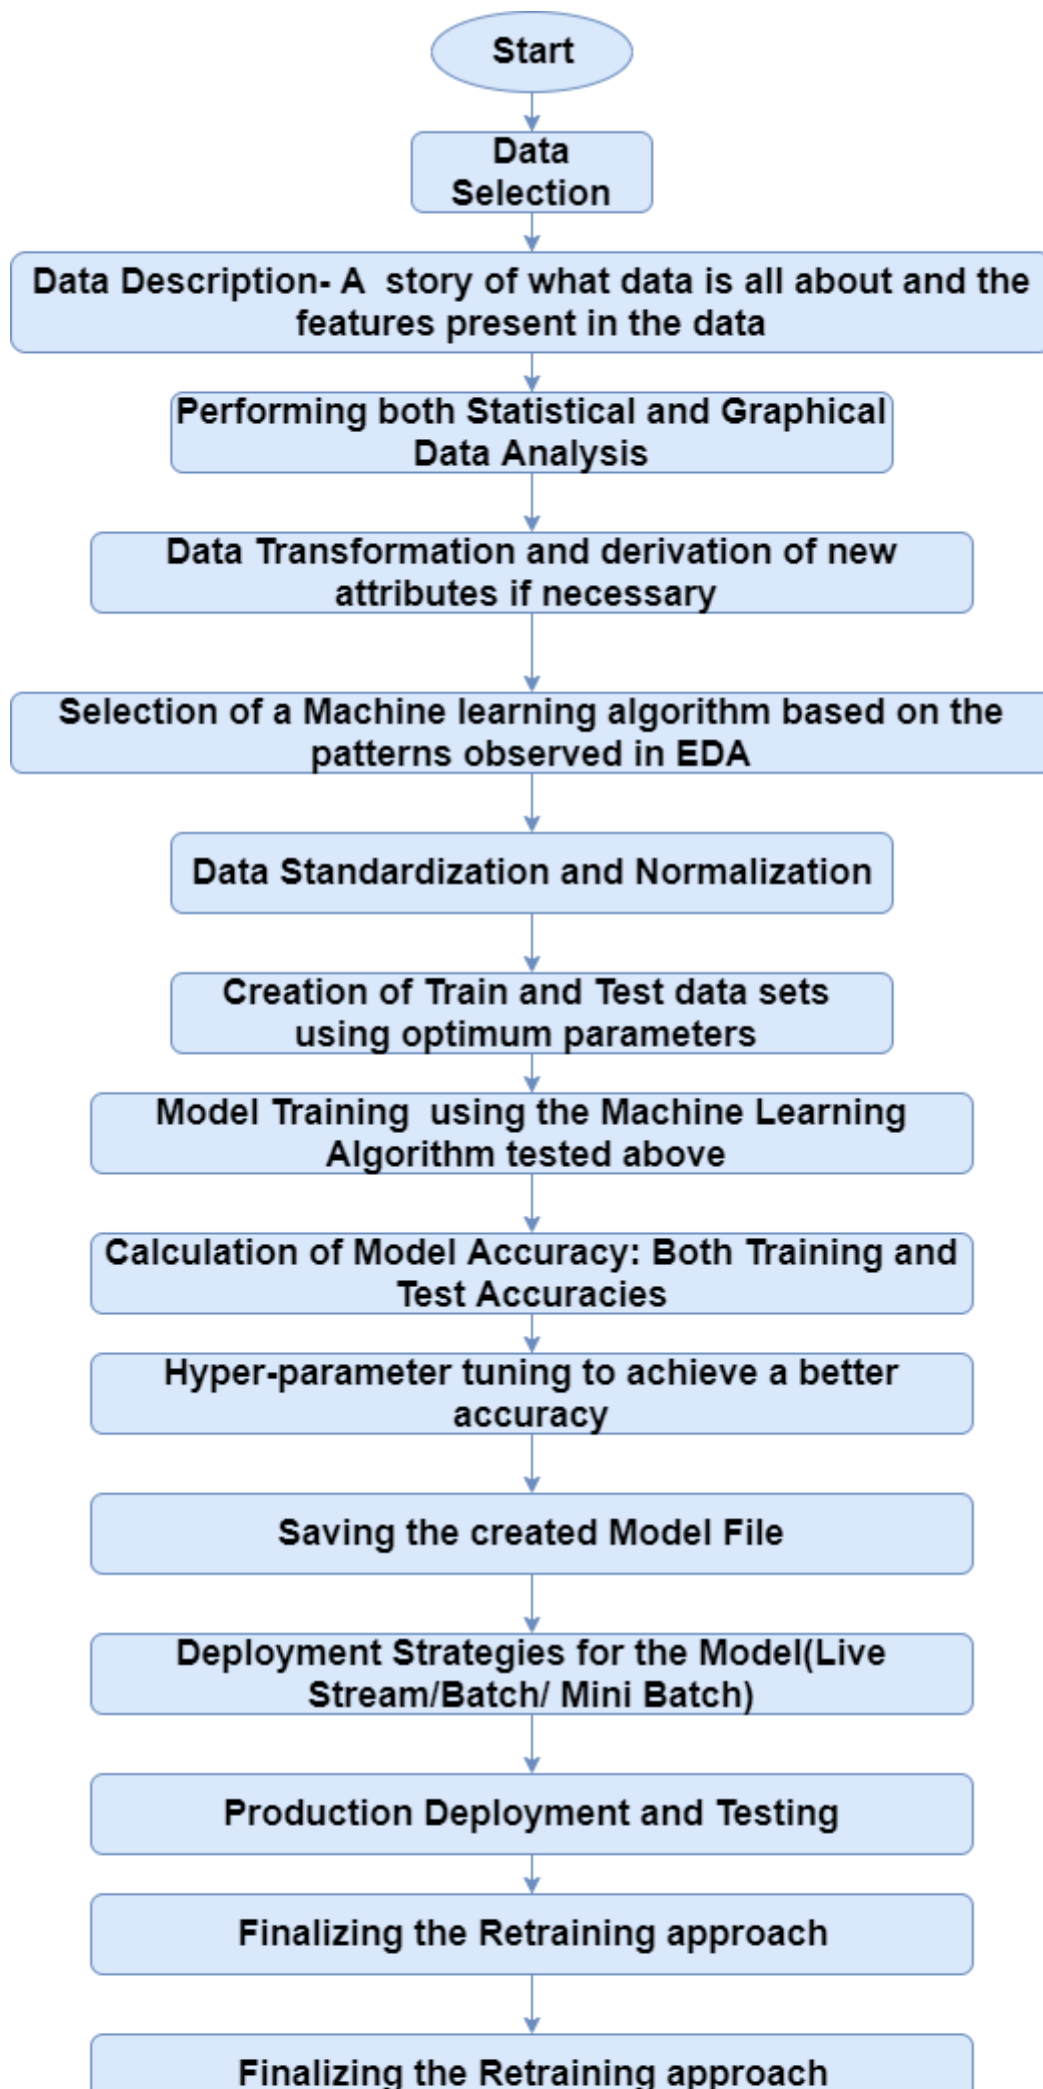 Start
Data
Selection
Data Description- A  story of what data is all about and the
features present in the data
Performing both Statistical and Graphical
Data Analysis
Data Transformation and derivation of new
attributes if necessary
Selection of a Machine learning algorithm based on the
patterns observed in EDA
Data Standardization and Normalization
Creation of Train and Test data sets
using optimum parameters
Model Training  using the Machine Learning
Algorithm tested above
Calculation of Model Accuracy: Both Training and
Test Accuracies
Hyper-parameter tuning to achieve a better
accuracy
Saving the created Model File
Deployment Strategies for the Model(Live
Stream/Batch/ Mini Batch)
Production Deployment and Testing
Finalizing the Retraining approach
Finalizing the Retraining approach